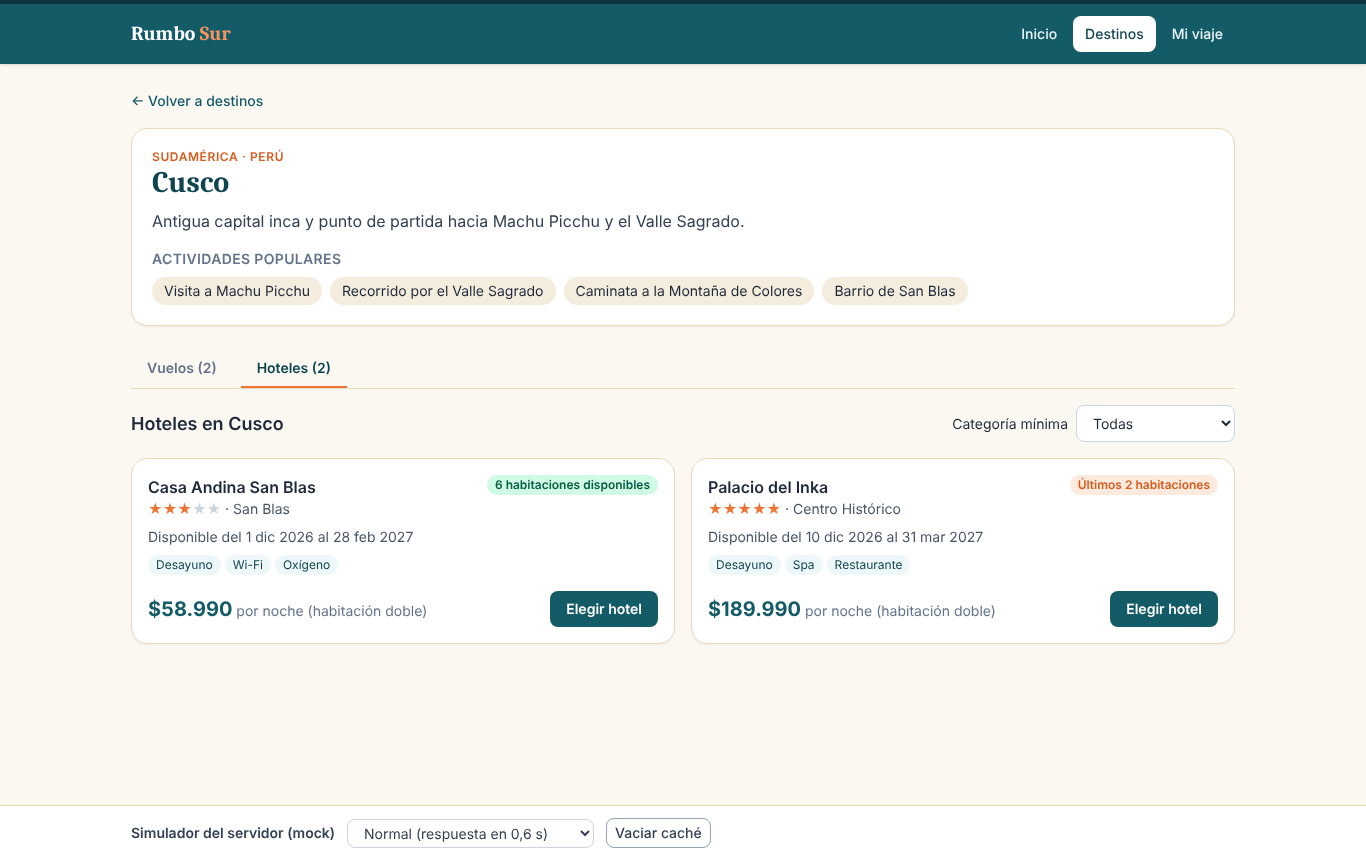 Rumbo Sur
Inicio
Destinos
Mi viaje
← Volver a destinos
SUDAMÉRICA · PERÚ
Cusco
Antigua capital inca y punto de partida hacia Machu Picchu y el Valle Sagrado.
ACTIVIDADES POPULARES
Visita a Machu Picchu
Recorrido por el Valle Sagrado
Caminata a la Montaña de Colores
Barrio de San Blas
Vuelos (2)
Hoteles (2)
Hoteles en Cusco
Categoría mínima
Todas
Casa Andina San Blas
6 habitaciones disponibles
★★★★★ · San Blas
Disponible del 1 dic 2026 al 28 feb 2027
Desayuno
Wi-Fi
Oxígeno
$58.990 por noche (habitación doble)
Elegir hotel
Palacio del Inka
Últimos 2 habitaciones
★★★★★ · Centro Histórico
Disponible del 10 dic 2026 al 31 mar 2027
Desayuno
Spa
Restaurante
$189.990 por noche (habitación doble)
Elegir hotel
Simulador del servidor (mock)
Normal (respuesta en 0,6 s)
Vaciar caché